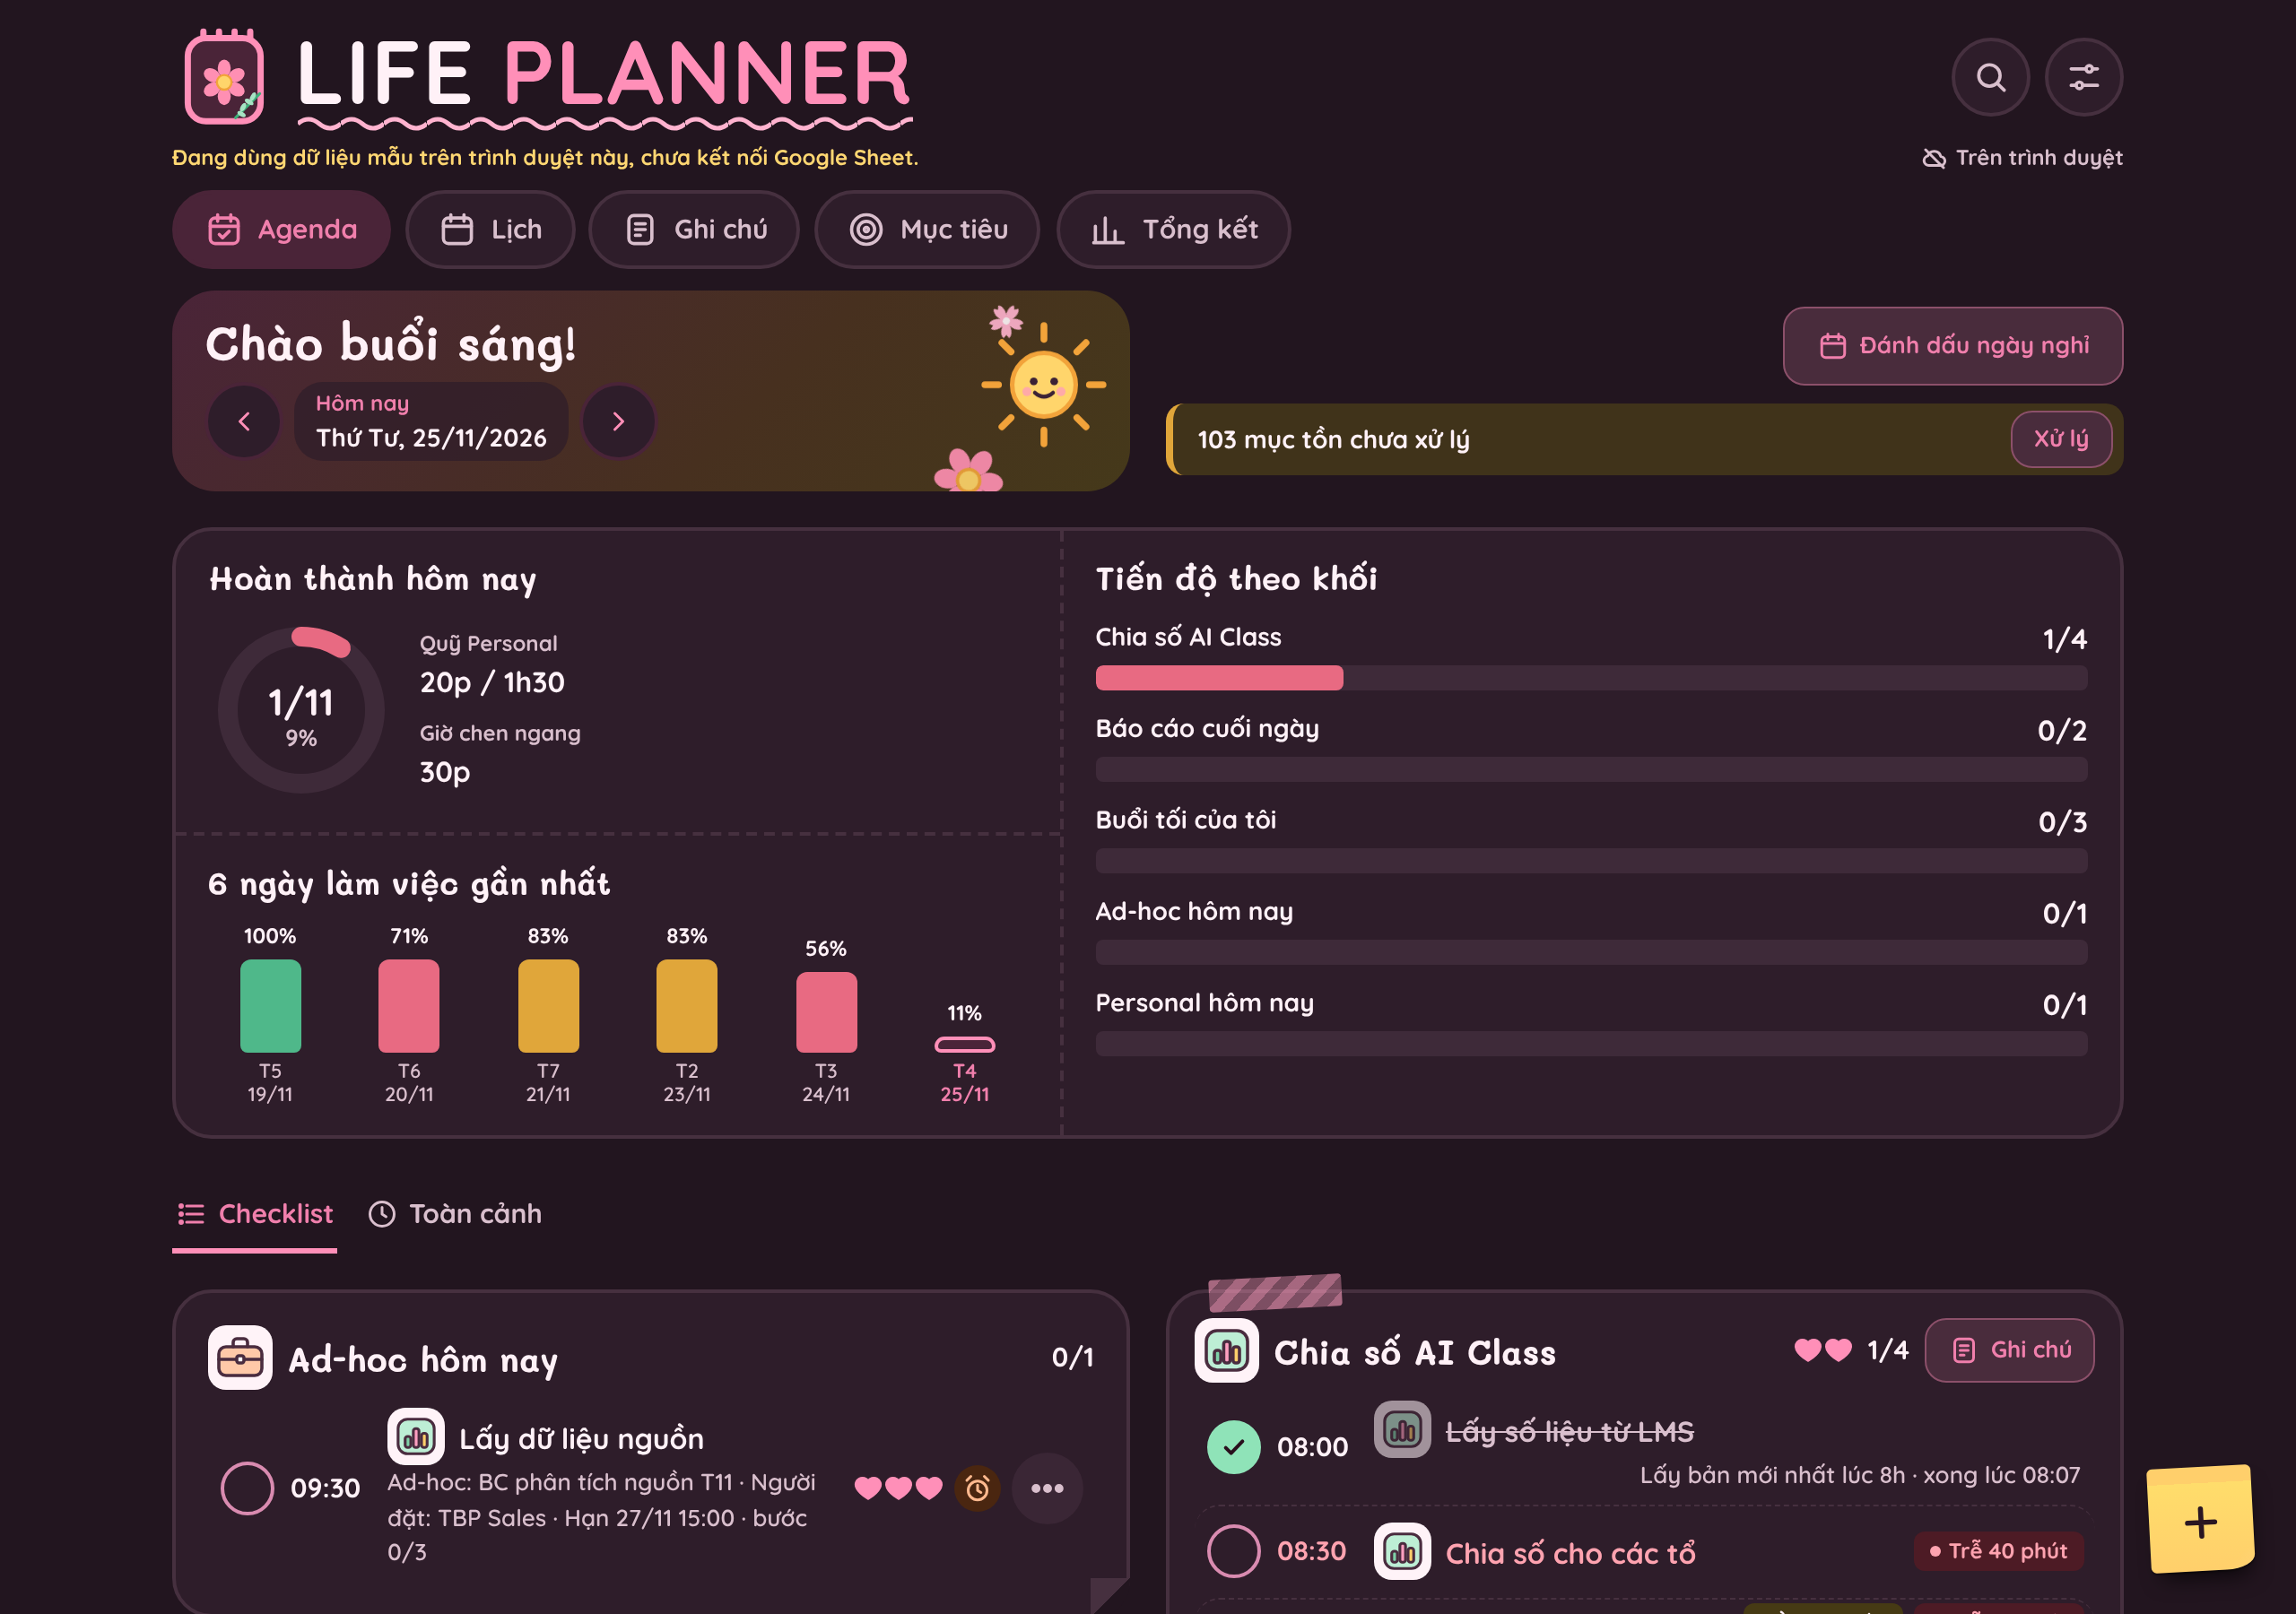 LIFE PLANNER
Đang dùng dữ liệu mẫu trên trình duyệt này, chưa kết nối Google Sheet.
Trên trình duyệt
Agenda
Lịch
Ghi chú
Mục tiêu
Tổng kết
Chào buổi sáng!
Hôm nay
Thứ Tư, 25/11/2026
Đánh dấu ngày nghỉ
103 mục tồn chưa xử lý
Xử lý
Hoàn thành hôm nay
1/11
9%
Quỹ Personal
20p / 1h30
Giờ chen ngang
30p
6 ngày làm việc gần nhất
100% 71% 83% 83% 56% 11%
T5 T6 T7 T2 T3 T4
19/11 20/11 21/11 23/11 24/11 25/11
Tiến độ theo khối
Chia số AI Class 1/4
Báo cáo cuối ngày 0/2
Buổi tối của tôi 0/3
Ad-hoc hôm nay 0/1
Personal hôm nay 0/1
Checklist
Toàn cảnh
Ad-hoc hôm nay 0/1
09:30
Lấy dữ liệu nguồn
Ad-hoc: BC phân tích nguồn T11 · Người
đặt: TBP Sales · Hạn 27/11 15:00 · bước
0/3
Chia số AI Class 1/4 Ghi chú
08:00 Lấy số liệu từ LMS
Lấy bản mới nhất lúc 8h · xong lúc 08:07
08:30 Chia số cho các tổ Trễ 40 phút